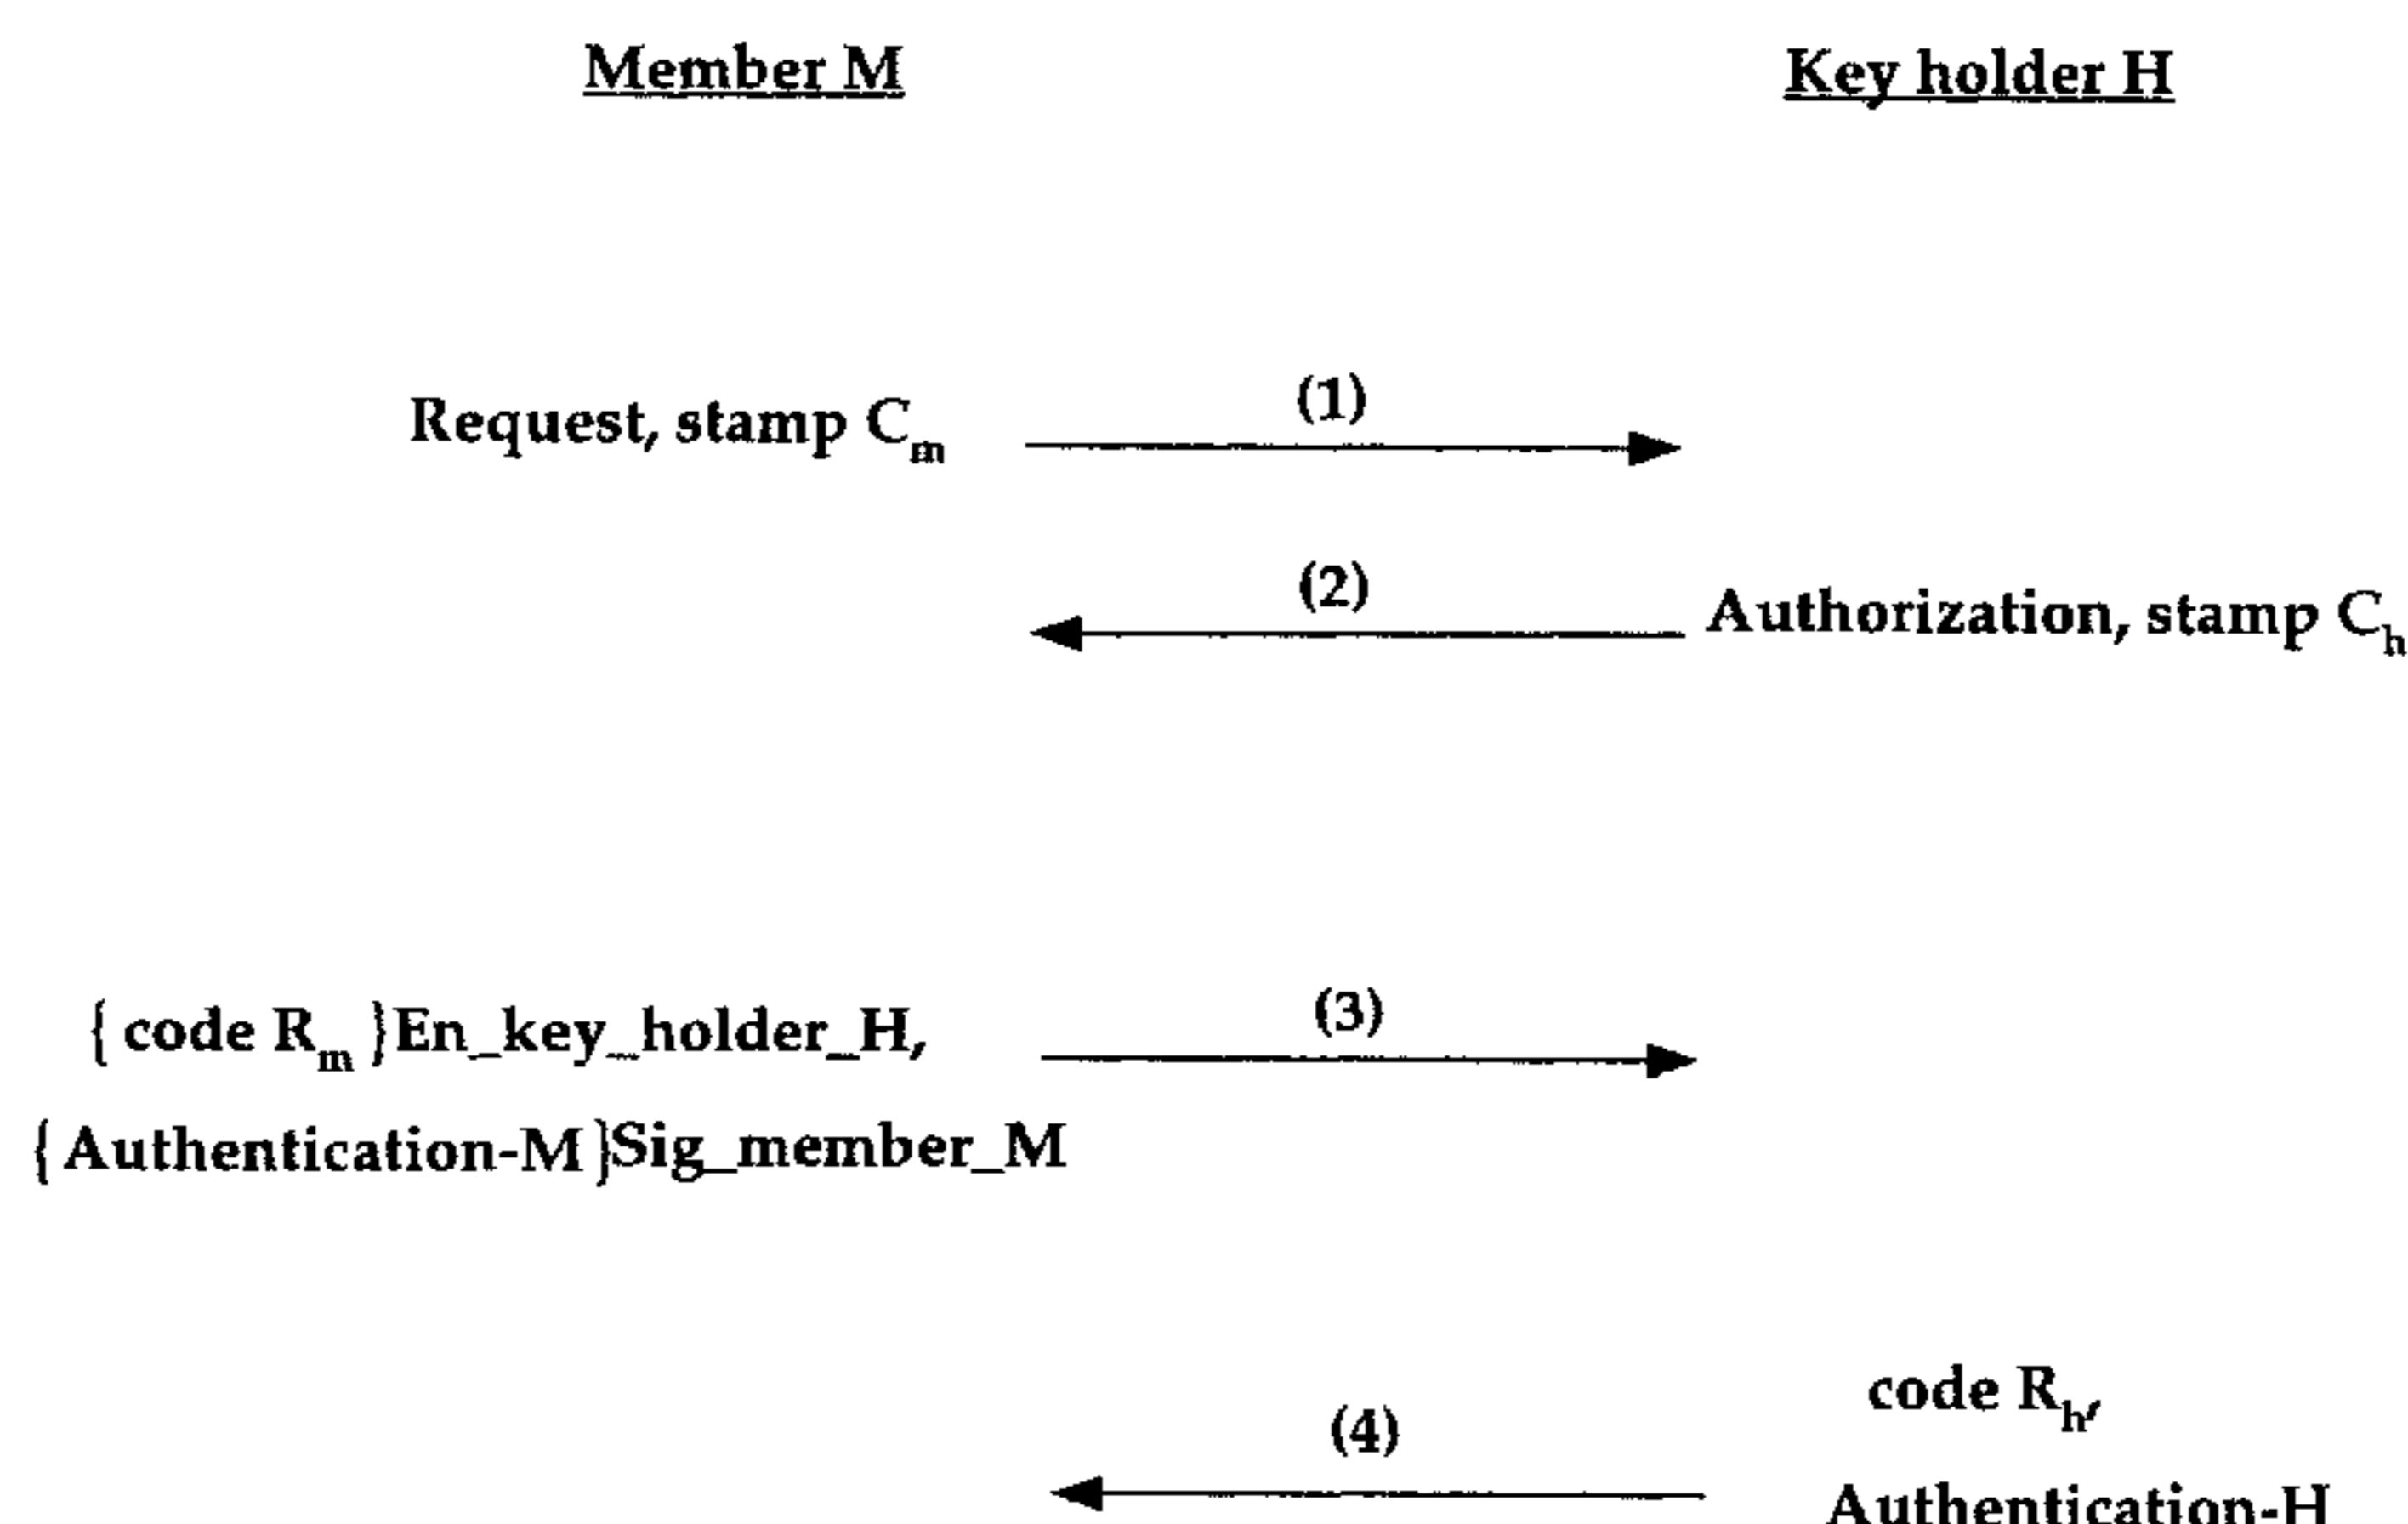 Member M
Key holder H
(1)
Request, stamp Cₘ
(2)
Authorization, stamp Cₕ
(3)
{ code Rₘ }En_key_holder_H,
{Authentication-M}Sig_member_M
code Rₕ,
(4)
Authentication-H